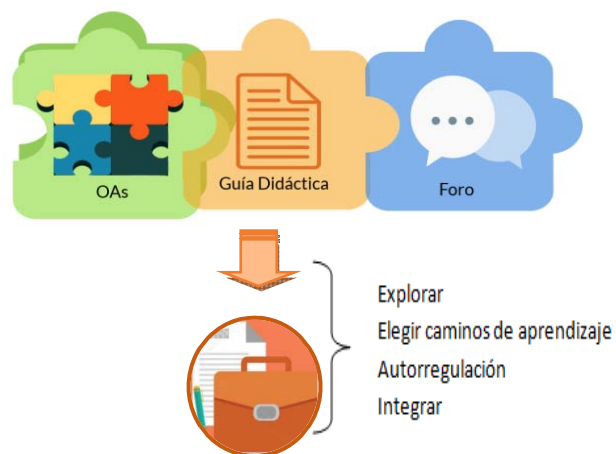 OAs
Guía Didáctica
Foro
Explorar
Elegir caminos de aprendizaje
Autorregulación
Integrar